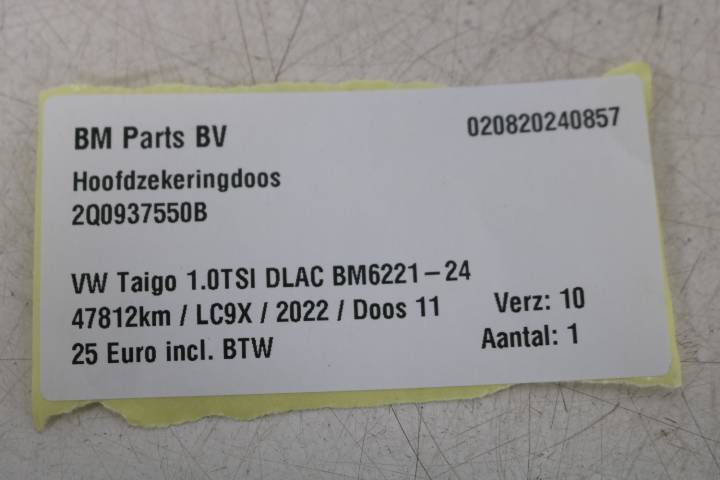 BM Parts BV 020820240857
Hoofdzekeringdoos
2Q0937550B
VW Taigo 1.0TSI DLAC BM6221-24
47812km / LC9X / 2022 / Doos 11 Verz: 10
25 Euro incl. BTW Aantal: 1